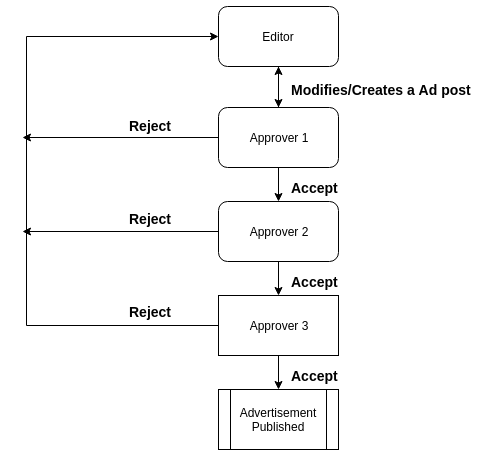 Editor
Modifies/Creates a Ad post
Reject
Approver 1
Accept
Reject
Approver 2
Accept
Reject
Approver 3
Accept
Advertisement
Published